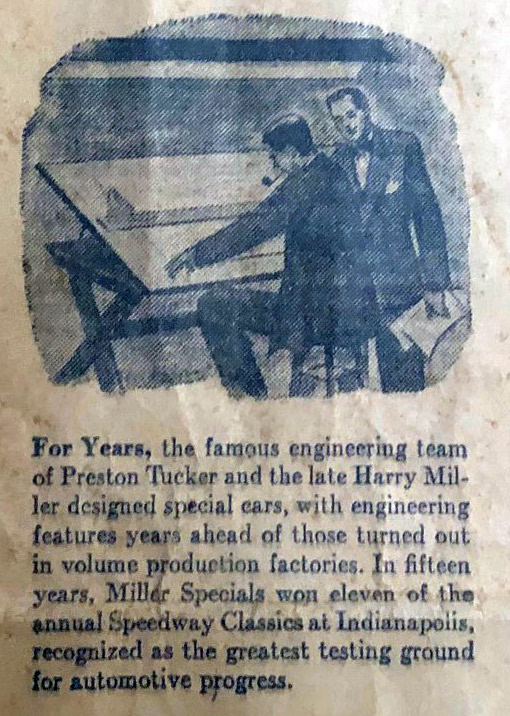 For Years, the famous engineering team
of Preston Tucker and the late Harry Mil-
ler designed special cars, with engineering
features years ahead of those turned out
in volume production factories. In fifteen
years, Miller Specials won eleven of the
annual Speedway Classics at Indianapolis,
recognized as the greatest testing ground
for automotive progress.